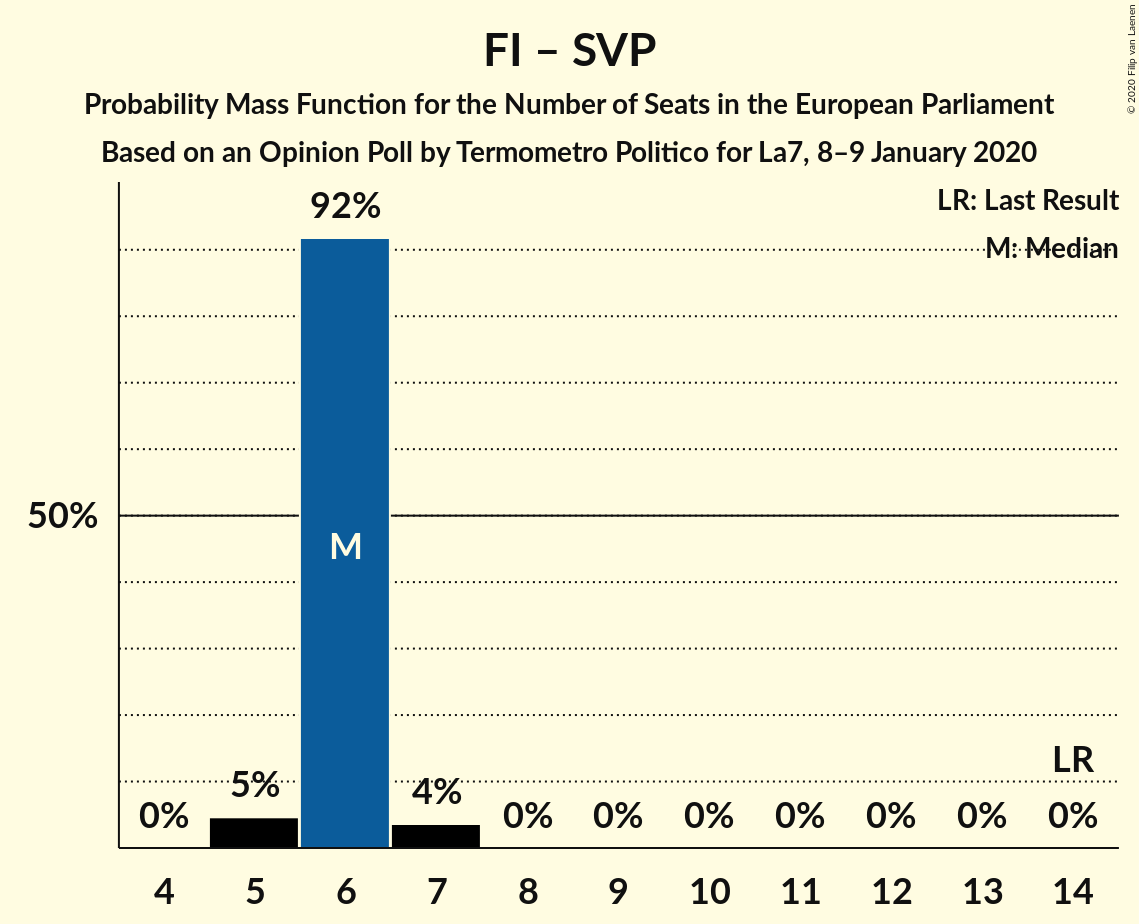 FI – SVP
Probability Mass Function for the Number of Seats in the European Parliament
Based on an Opinion Poll by Termometro Politico for La7, 8–9 January 2020
© 2020 Filip van Laenen
LR: Last Result
M: Median
92%
50%
M
LR
5%
4%
0%
0%
0%
0%
0%
0%
0%
0%
4 5 6 7 8 9 10 11 12 13 14